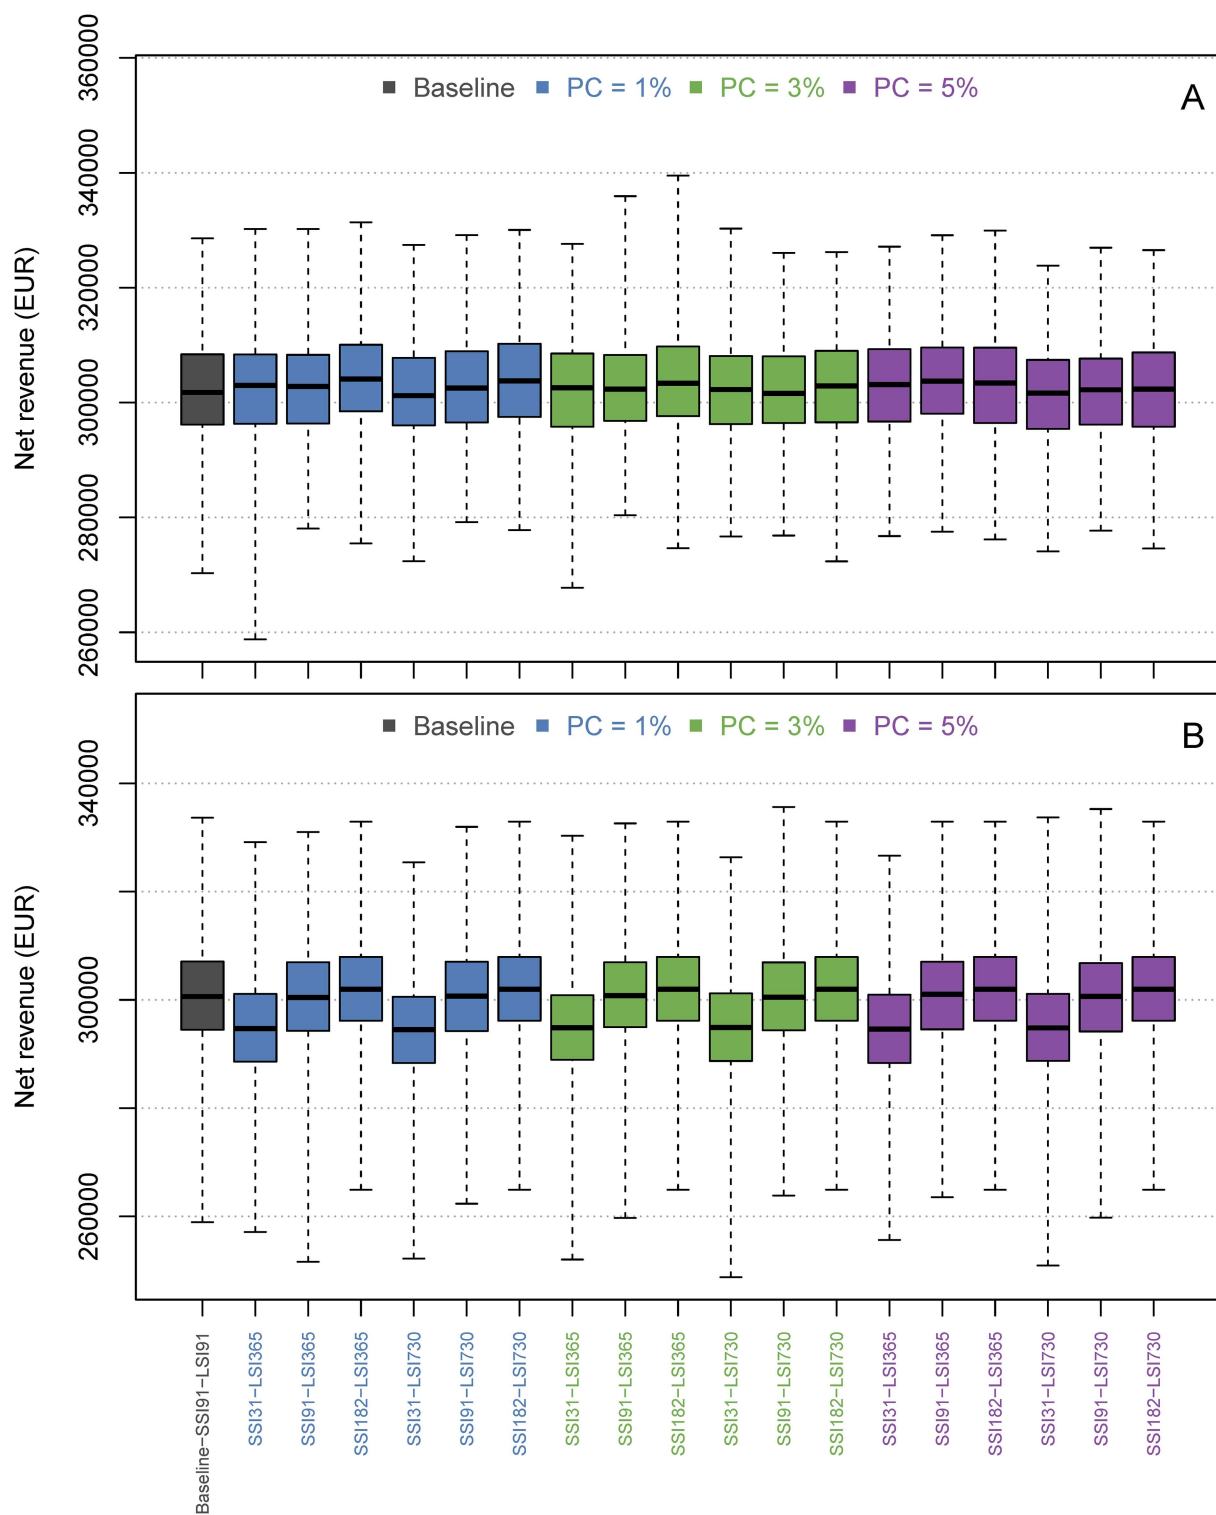 Net revenue (EUR)
360000
340000
320000
300000
280000
260000
Baseline PC = 1% PC = 3% PC = 5%
A
Net revenue (EUR)
340000
300000
260000
Baseline PC = 1% PC = 3% PC = 5%
B
Baseline−SSI91−LSI91
SSI31−LSI365
SSI91−LSI365
SSI182−LSI365
SSI31−LSI730
SSI91−LSI730
SSI182−LSI730
SSI31−LSI365
SSI91−LSI365
SSI182−LSI365
SSI31−LSI730
SSI91−LSI730
SSI182−LSI730
SSI31−LSI365
SSI91−LSI365
SSI182−LSI365
SSI31−LSI730
SSI91−LSI730
SSI182−LSI730